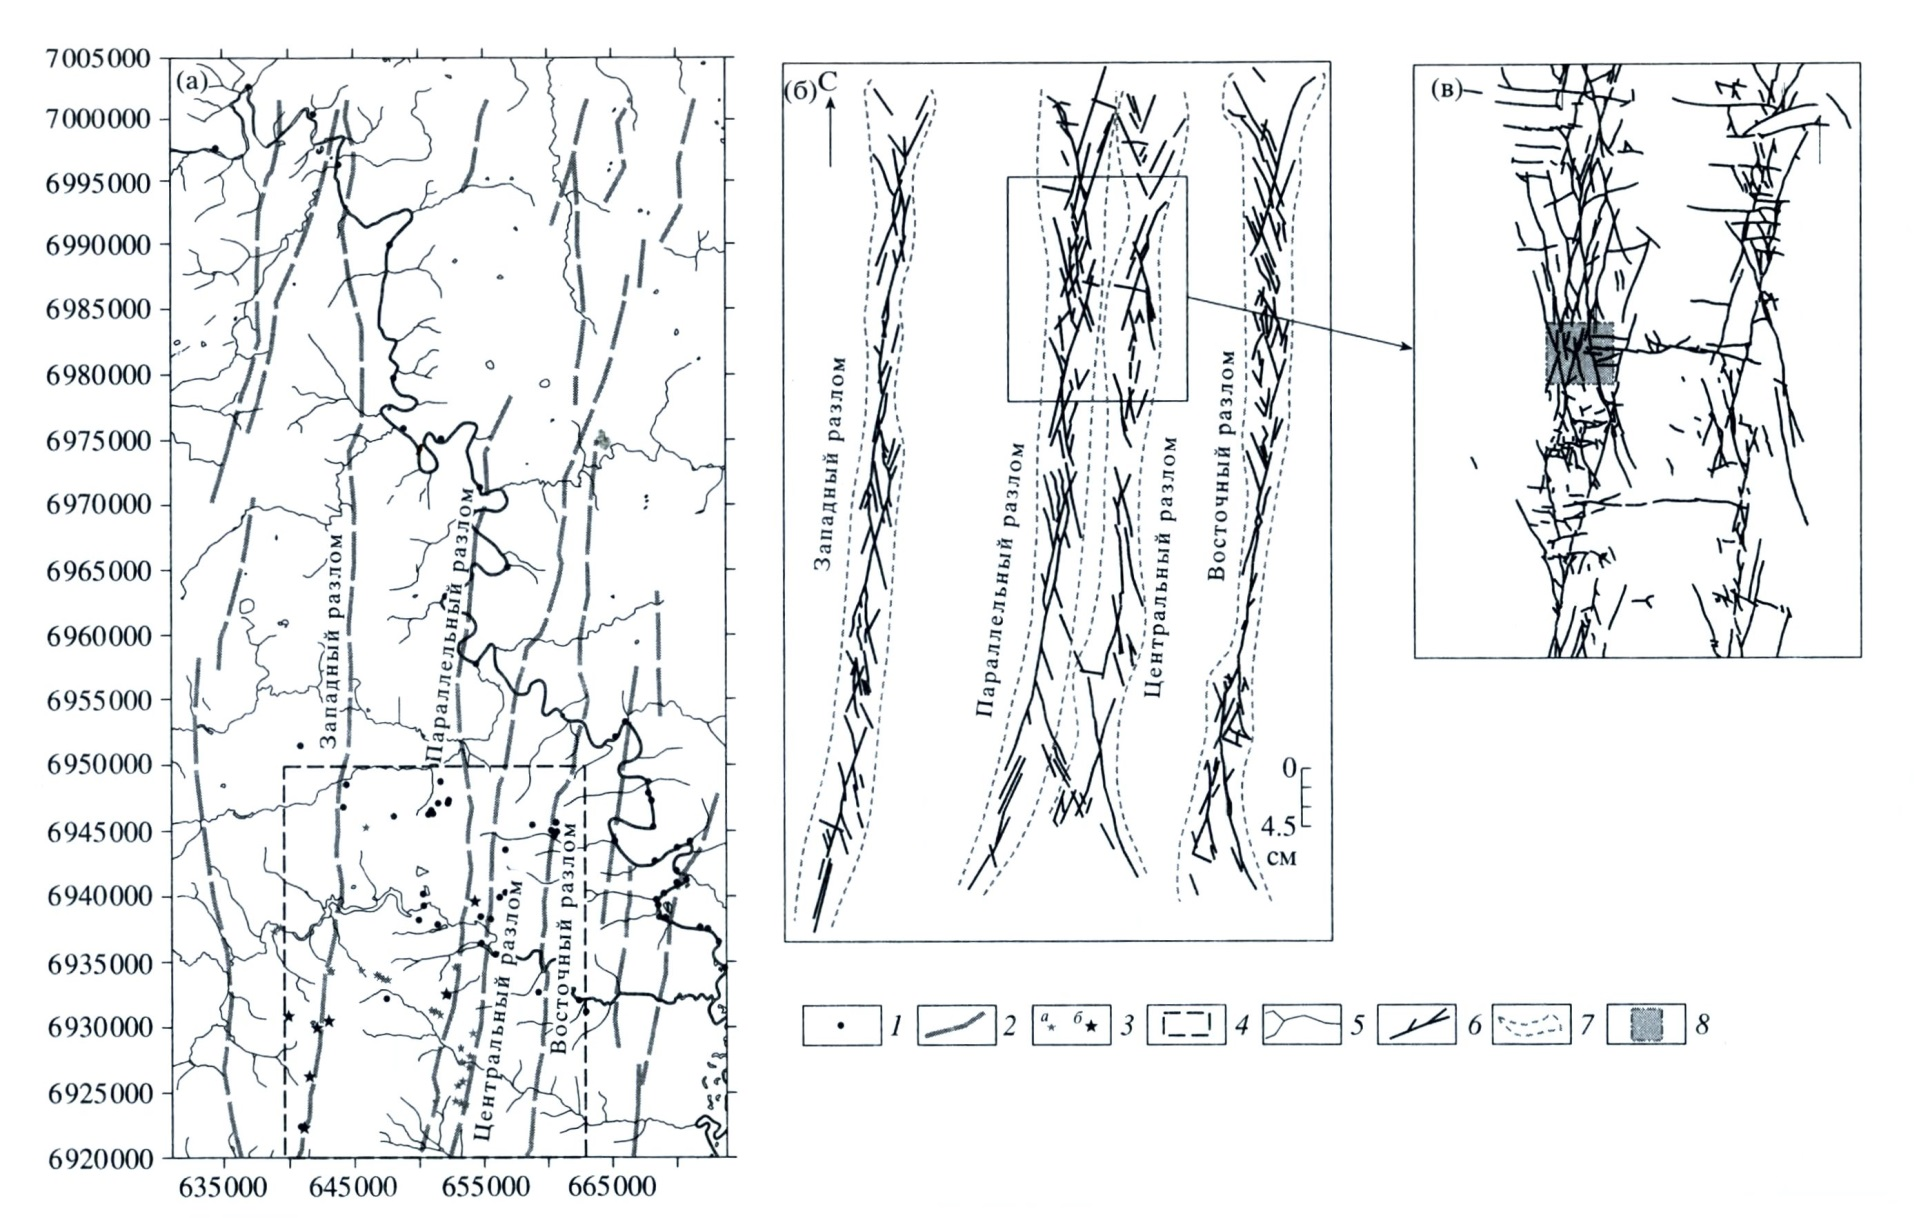 (а)
7005000
7000000
6995000
6990000
6985000
6980000
6975000
6970000
6965000
6960000
6955000
6950000
6945000
6940000
6935000
6930000
6925000
6920000
635000 645000 655000 665000
Западный разлом
Параллельный разлом
Центральный разлом
Восточный разлом
(б) С
Западный разлом
Параллельный разлом
Центральный разлом
Восточный разлом
0
4.5
см
(в)
1 2 а б 3 4 5 6 7 8